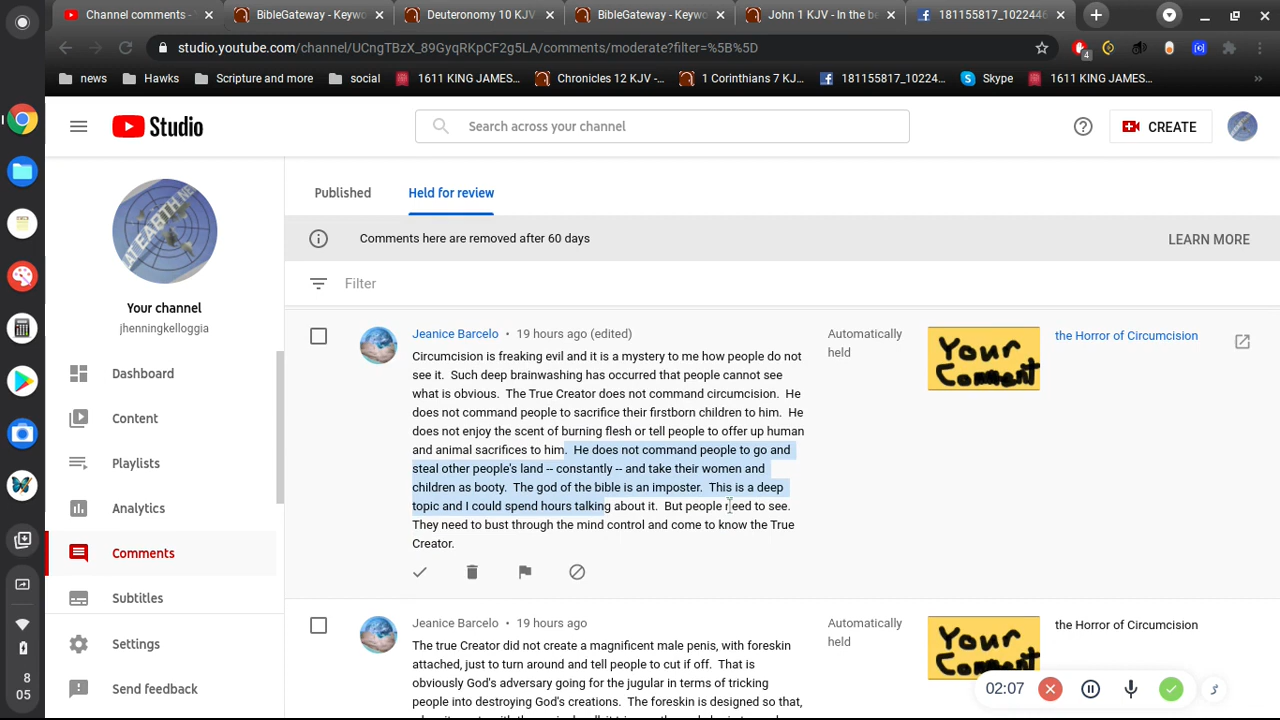 Channel comments -
BibleGateway - Keywo
Deuteronomy 10 KJV
BibleGateway - Keywo
John 1 KJV - In the be
181155817_1022446
studio.youtube.com/channel/UCngTBzX_89GyqRKpCF2g5LA/comments/moderate?filter=%5B%5D
4
news
Hawks
Scripture and more
social
1611 KING JAMES...
Chronicles 12 KJV -...
1 Corinthians 7 KJ...
181155817_10224...
Skype
1611 KING JAMES...
»
Studio
Search across your channel
CREATE
AT EARTH.NE
Your channel
jhenningkelloggia
Dashboard
Content
Playlists
Analytics
Comments
Subtitles
Settings
Send feedback
Published
Held for review
Comments here are removed after 60 days
LEARN MORE
Filter
Jeanice Barcelo • 19 hours ago (edited)
Circumcision is freaking evil and it is a mystery to me how people do not
see it. Such deep brainwashing has occurred that people cannot see
what is obvious. The True Creator does not command circumcision. He
does not command people to sacrifice their firstborn children to him. He
does not enjoy the scent of burning flesh or tell people to offer up human
and animal sacrifices to him. He does not command people to go and
steal other people's land -- constantly -- and take their women and
children as booty. The god of the bible is an imposter. This is a deep
topic and I could spend hours talking about it. But people need to see.
They need to bust through the mind control and come to know the True
Creator.
Automatically
held
Your
Comment
the Horror of Circumcision
Jeanice Barcelo • 19 hours ago
The true Creator did not create a magnificent male penis, with foreskin
attached, just to turn around and tell people to cut if off. That is
obviously God's adversary going for the jugular in terms of tricking
people into destroying God's creations. The foreskin is designed so that,
Automatically
held
Your
Comment
the Horror of Circumcision
02:07
8
05